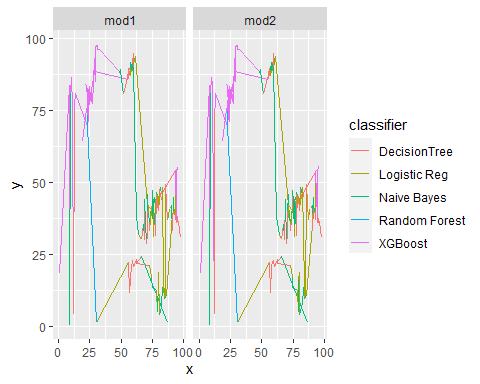 mod1 mod2
100
75
50
25
0
y
0 25 50 75 100 0 25 50 75 100
x
classifier
DecisionTree
Logistic Reg
Naive Bayes
Random Forest
XGBoost